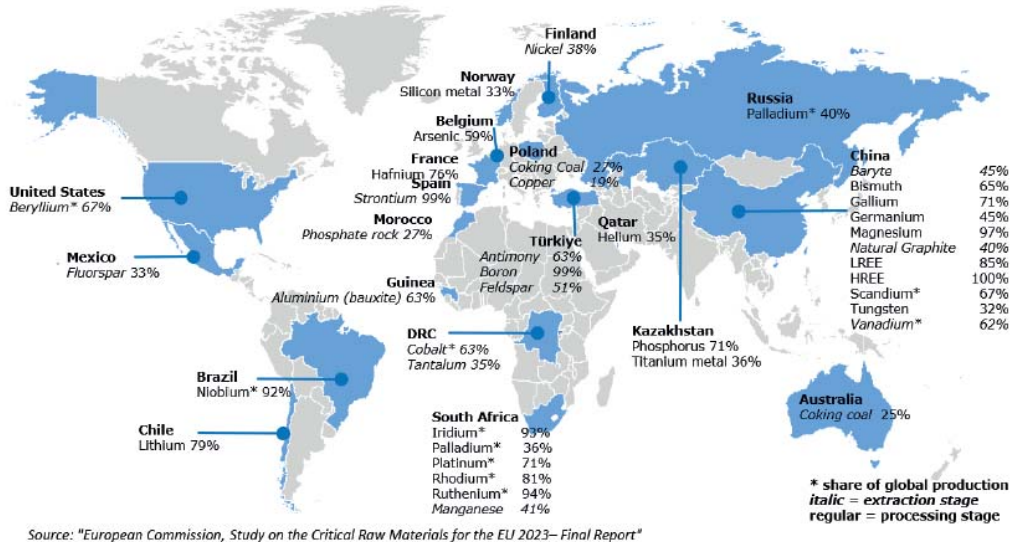 Finland
Nickel 38%
Norway
Silicon metal 33%
Belgium
Arsenic 59%
France
Hafnium 76%
Spain
Strontium 99%
Poland
Coking Coal 27%
Copper 19%
Russia
Palladium* 40%
United States
Beryllium* 67%
Mexico
Fluorspar 33%
Morocco
Phosphate rock 27%
Türkiye
Antimony 63%
Boron 99%
Feldspar 51%
Qatar
Helium 35%
China
Baryte 45%
Bismuth 65%
Gallium 71%
Germanium 45%
Magnesium 97%
Natural Graphite 40%
LREE 85%
HREE 100%
Scandium* 67%
Tungsten 32%
Vanadium* 62%
Guinea
Aluminium (bauxite) 63%
DRC
Cobalt* 63%
Tantalum 35%
Kazakhstan
Phosphorus 71%
Titanium metal 36%
Brazil
Niobium* 92%
Chile
Lithium 79%
South Africa
Iridium* 93%
Palladium* 36%
Platinum* 71%
Rhodium* 81%
Ruthenium* 94%
Manganese 41%
Australia
Coking coal 25%
* share of global production
italic = extraction stage
regular = processing stage
Source: "European Commission, Study on the Critical Raw Materials for the EU 2023– Final Report"